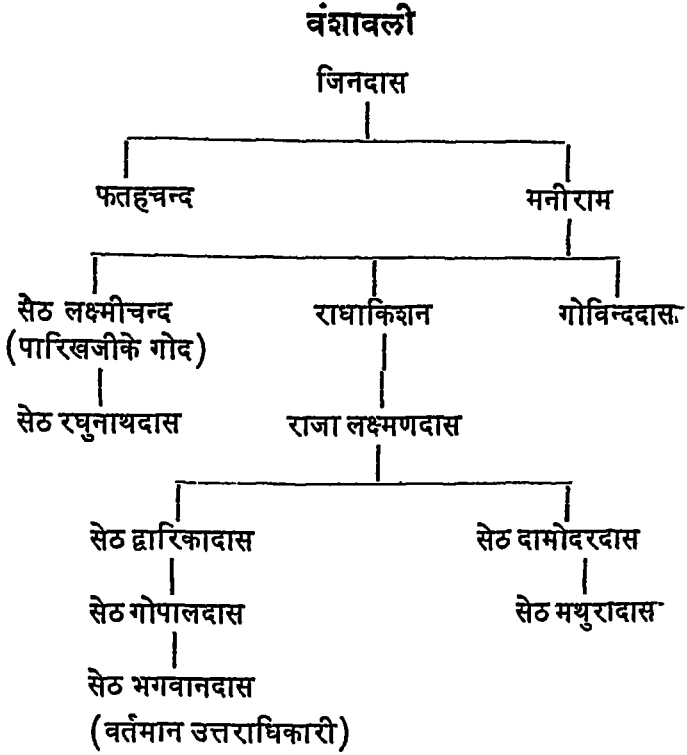 वंशावली
जिनदास
फतहचन्द
मनीराम
सेठ लक्ष्मीचन्द
(पारिखजीके गोद)
राधाकिशन
गोविन्ददास
सेठ रघुनाथदास
राजा लक्ष्मणदास
सेठ द्वारिकादास
सेठ दामोदरदास
सेठ गोपालदास
सेठ मथुरादास
सेठ भगवानदास
(वर्तमान उत्तराधिकारी)